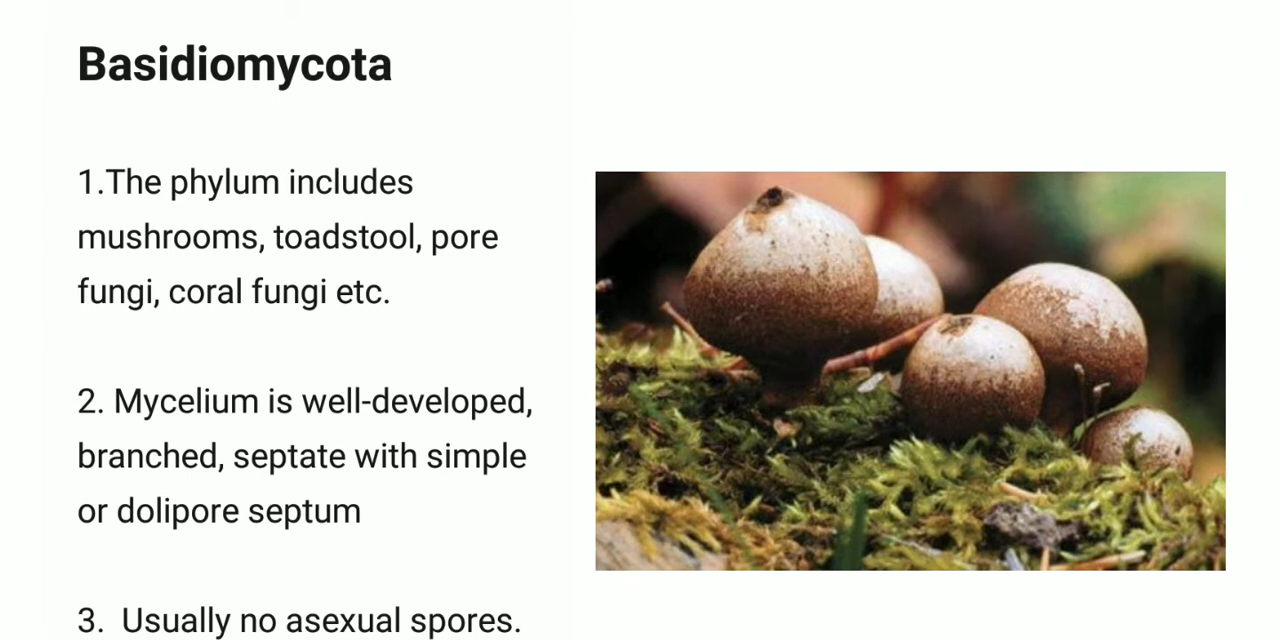 Basidiomycota
1.The phylum includes
mushrooms, toadstool, pore
fungi, coral fungi etc.
2. Mycelium is well-developed,
branched, septate with simple
or dolipore septum
3.  Usually no asexual spores.